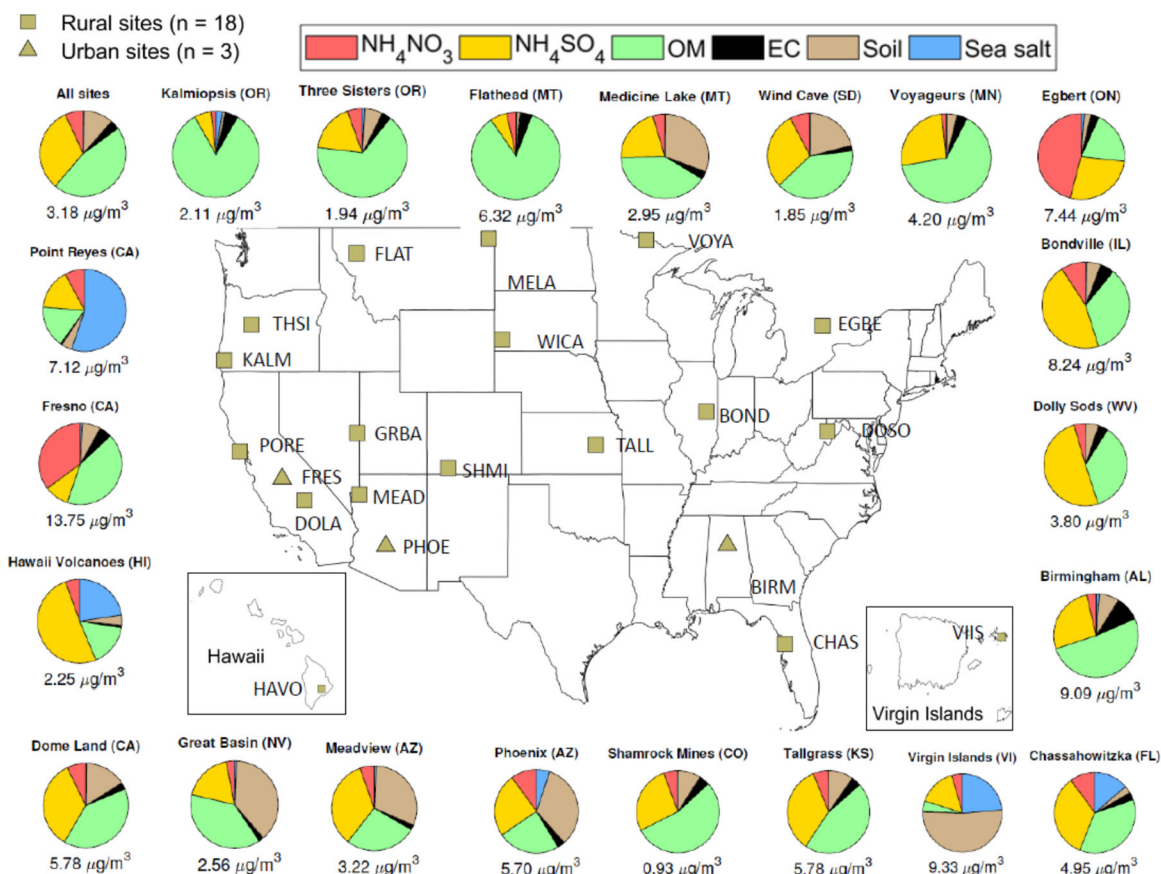 Rural sites (n = 18)
Urban sites (n = 3)
NH4NO3 NH4SO4 OM EC Soil Sea salt
All sites
3.18 μg/m3
Kalmiopsis (OR)
2.11 μg/m3
Three Sisters (OR)
1.94 μg/m3
Flathead (MT)
6.32 μg/m3
Medicine Lake (MT)
2.95 μg/m3
Wind Cave (SD)
1.85 μg/m3
Voyageurs (MN)
4.20 μg/m3
Egbert (ON)
7.44 μg/m3
Point Reyes (CA)
7.12 μg/m3
Fresno (CA)
13.75 μg/m3
Hawaii Volcanoes (HI)
2.25 μg/m3
FLAT
VOYA
MELA
THSI
WICA
EGBE
KALM
BOND
DOSO
GRBA
PORE
TALL
SHMI
FRES
MEAD
DOLA
PHOE
BIRM
CHAS
Hawaii
HAVO
VIIS
Virgin Islands
Bondville (IL)
8.24 μg/m3
Dolly Sods (WV)
3.80 μg/m3
Birmingham (AL)
9.09 μg/m3
Dome Land (CA)
5.78 μg/m3
Great Basin (NV)
2.56 μg/m3
Meadview (AZ)
3.22 μg/m3
Phoenix (AZ)
5.70 μg/m3
Shamrock Mines (CO)
0.93 μg/m3
Tallgrass (KS)
5.78 μg/m3
Virgin Islands (VI)
9.33 μg/m3
Chassahowitzka (FL)
4.95 μg/m3